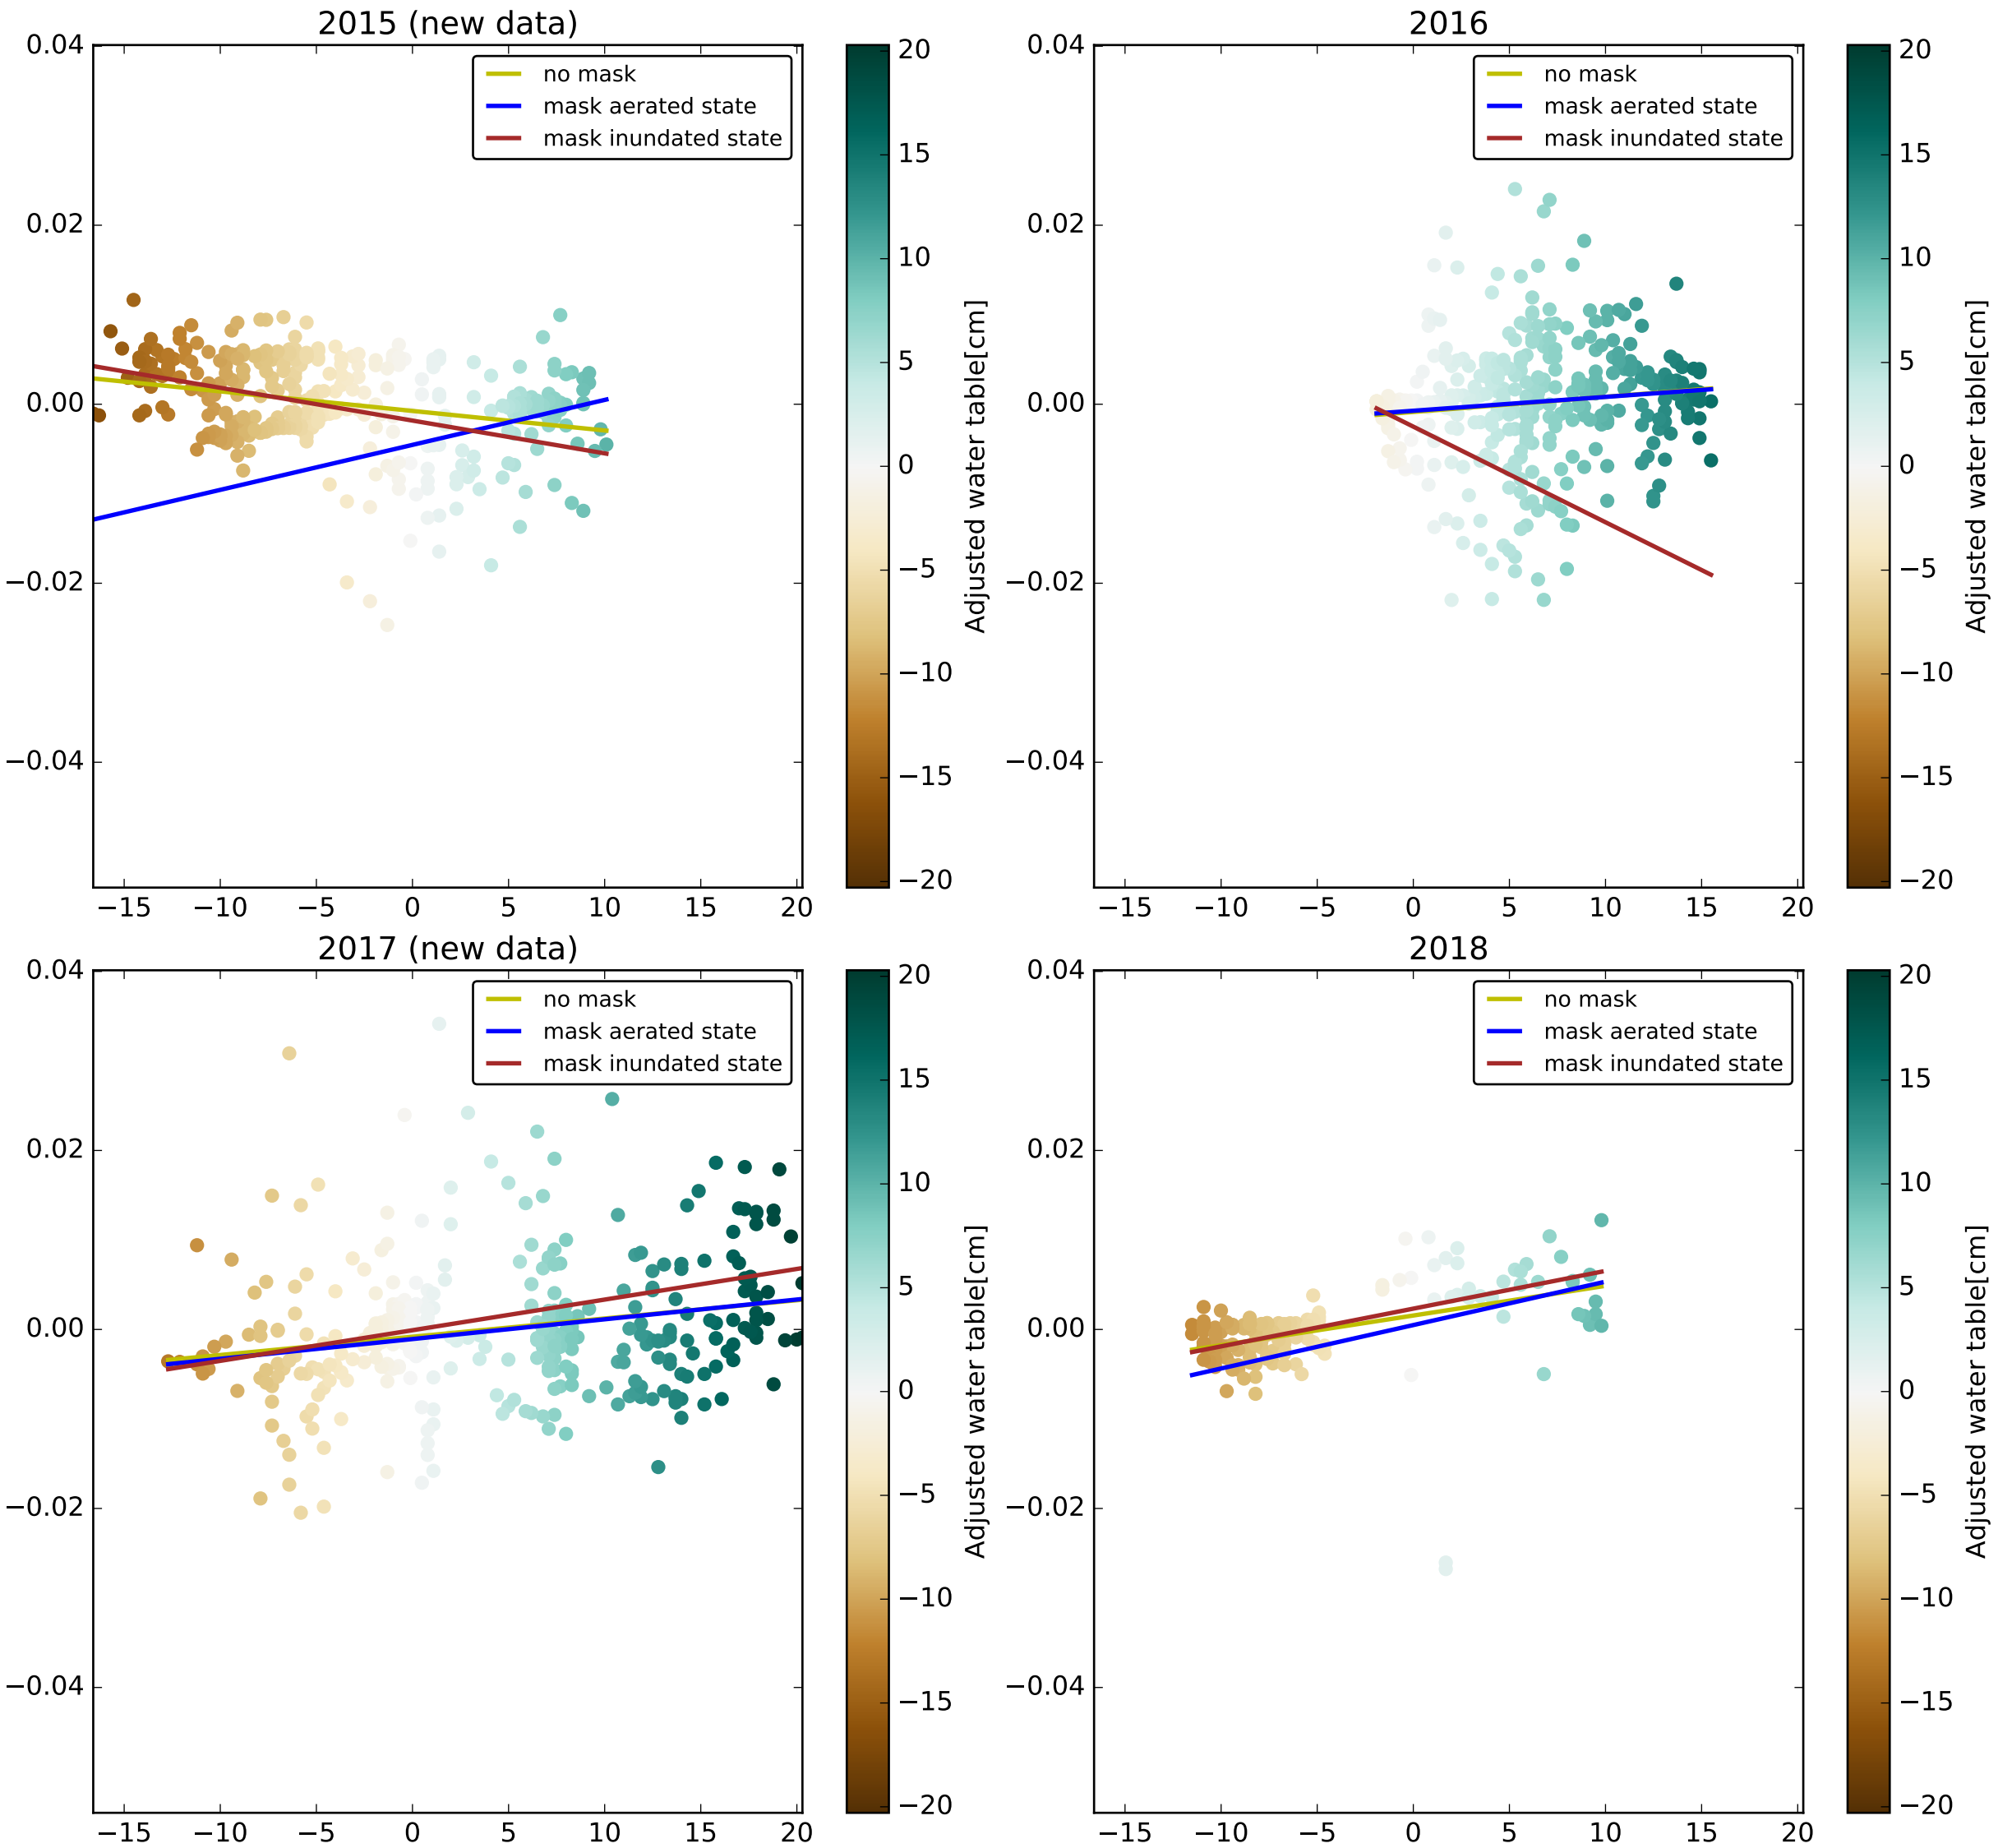 2015 (new data)
0.04
0.02
0.00
−0.02
−0.04
−15 −10 −5 0 5 10 15 20
no mask
mask aerated state
mask inundated state
20
15
10
5
0
−5
−10
−15
−20
Adjusted water table[cm]
2016
0.04
0.02
0.00
−0.02
−0.04
−15 −10 −5 0 5 10 15 20
no mask
mask aerated state
mask inundated state
20
15
10
5
0
−5
−10
−15
−20
Adjusted water table[cm]
2017 (new data)
0.04
0.02
0.00
−0.02
−0.04
−15 −10 −5 0 5 10 15 20
no mask
mask aerated state
mask inundated state
20
15
10
5
0
−5
−10
−15
−20
Adjusted water table[cm]
2018
0.04
0.02
0.00
−0.02
−0.04
−15 −10 −5 0 5 10 15 20
no mask
mask aerated state
mask inundated state
20
15
10
5
0
−5
−10
−15
−20
Adjusted water table[cm]